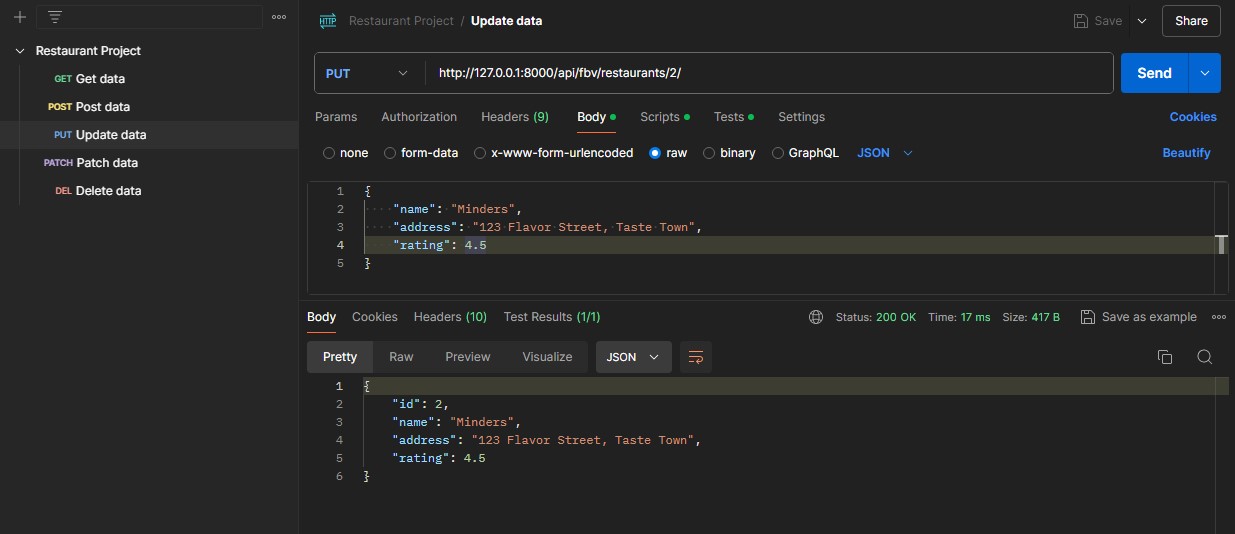 Restaurant Project / Update data
Save
Share
Restaurant Project
GET Get data
POST Post data
PUT Update data
PATCH Patch data
DEL Delete data
HTTP
PUT http://127.0.0.1:8000/api/fbv/restaurants/2/
Send
Params Authorization Headers (9) Body Scripts Tests Settings Cookies
none form-data x-www-form-urlencoded raw binary GraphQL JSON Beautify
1 {
2 "name": "Minders",
3 "address": "123 Flavor Street, Taste Town",
4 "rating": 4.5
5 }
Body Cookies Headers (10) Test Results (1/1) Status: 200 OK Time: 17 ms Size: 417 B Save as example
Pretty Raw Preview Visualize JSON
1 {
2 "id": 2,
3 "name": "Minders",
4 "address": "123 Flavor Street, Taste Town",
5 "rating": 4.5
6 }